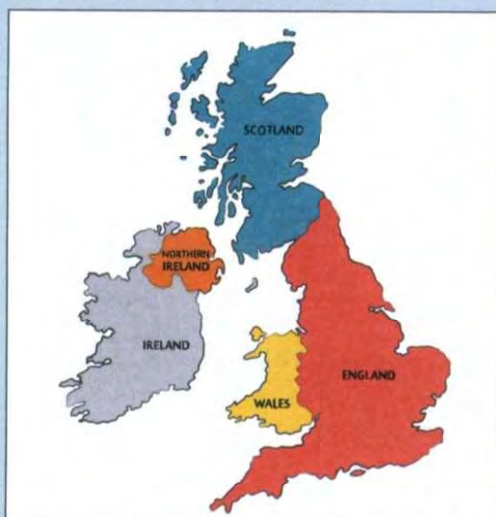 SCOTLAND
NORTHERN
IRELAND
IRELAND
WALES
ENGLAND